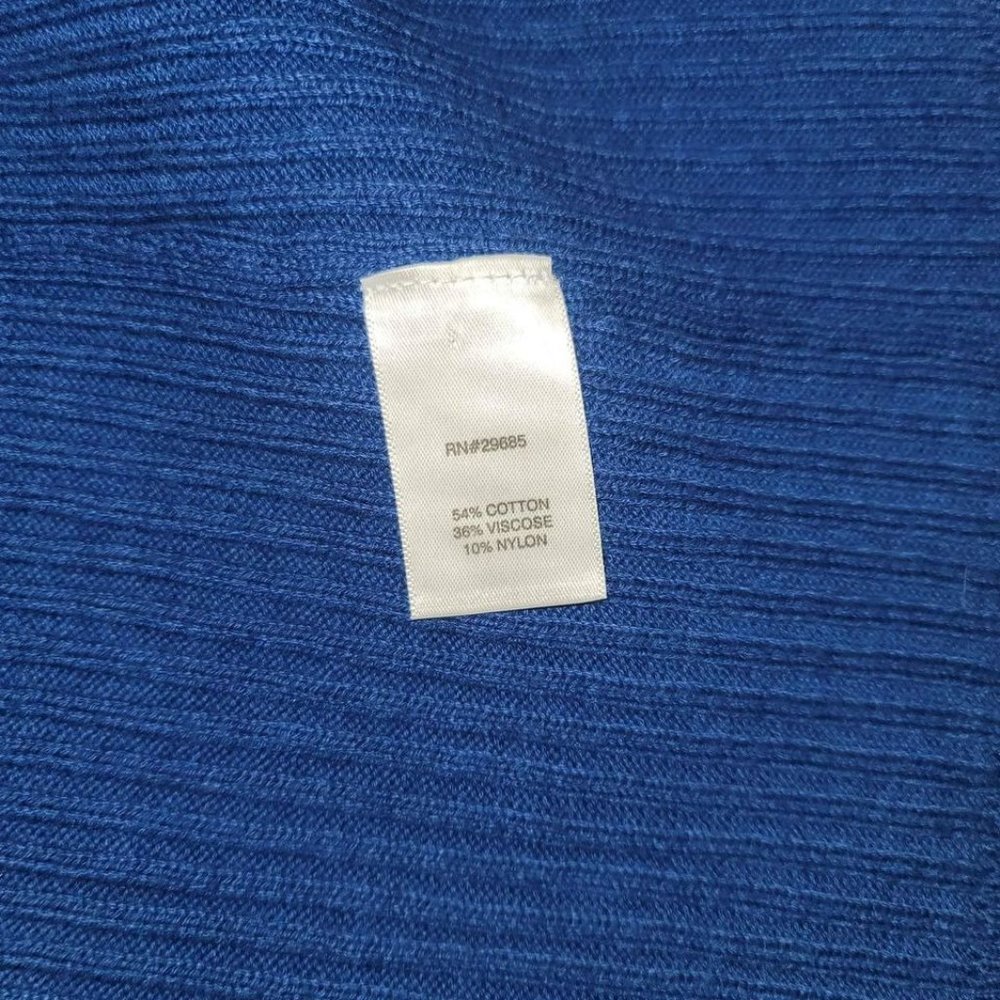 S
RN#29685
54% COTTON
36% VISCOSE
10% NYLON